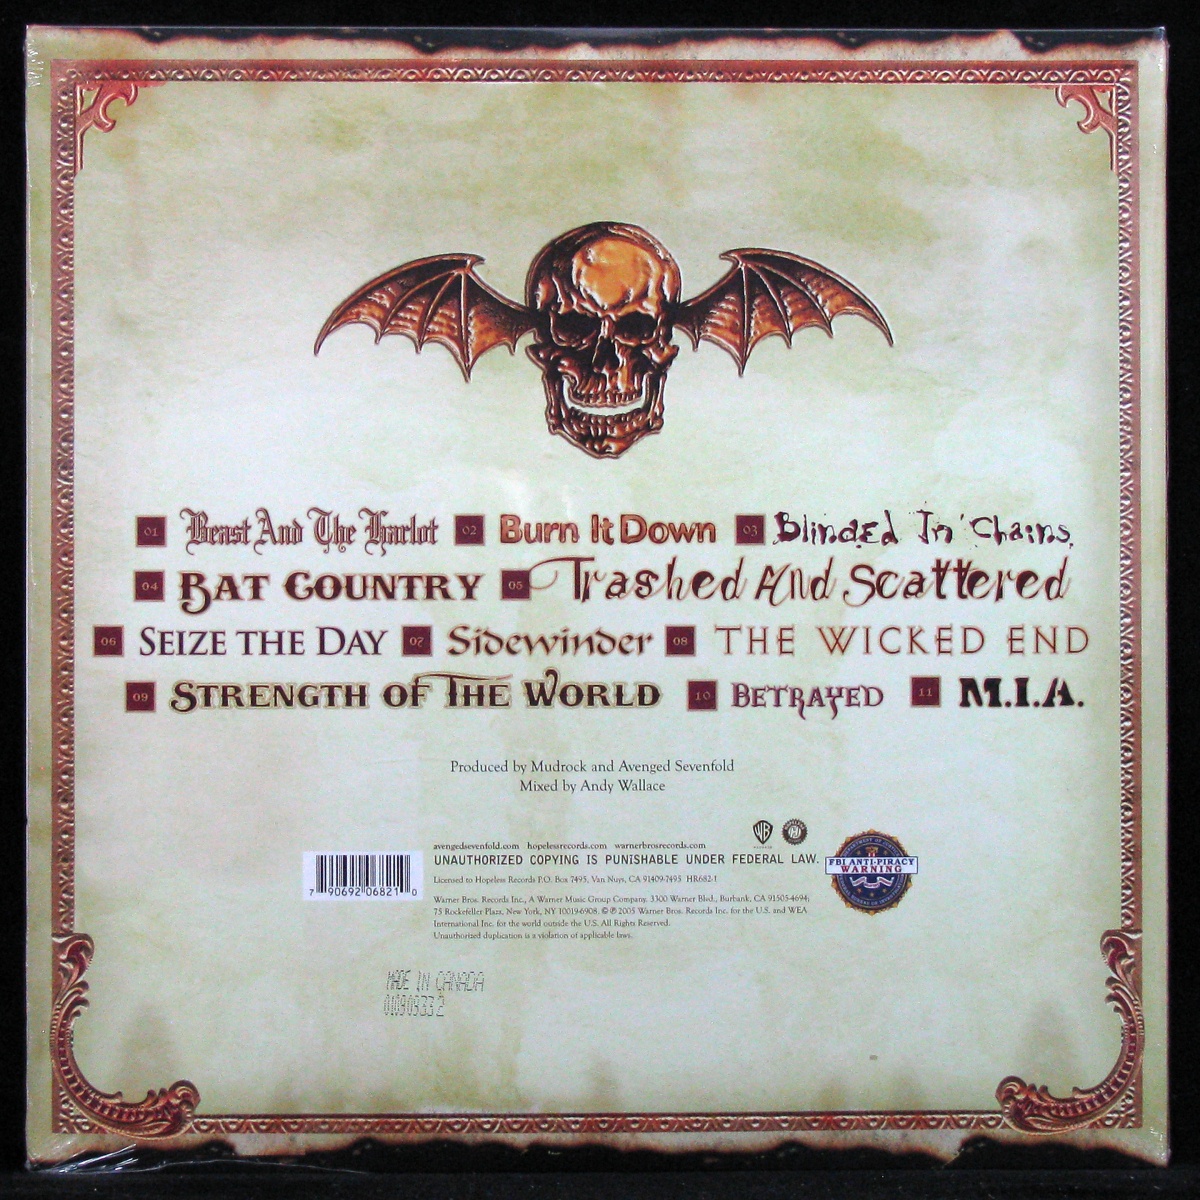 01 Beast And The Harlot 02 Burn It Down 03 Blinded In Chains
04 Bat Country 05 Trashed And Scattered
06 Seize the Day 07 Sidewinder 08 THE WICKED END
09 Strength of the World 10 Betrayed 11 M.I.A.
Produced by Mudrock and Avenged Sevenfold
Mixed by Andy Wallace
avengedsevenfold.com hopelessrecords.com warnerbrosrecords.com
UNAUTHORIZED COPYING IS PUNISHABLE UNDER FEDERAL LAW.
FBI ANTI-PIRACY
WARNING
Licensed to Hopeless Records P.O. Box 7495, Van Nuys, CA 91409-7495 HR682-1
7 90692 06821 0
Warner Bros. Records Inc., A Warner Music Group Company. 3300 Warner Blvd., Burbank, CA 91505-4694;
75 Rockefeller Plaza, New York, NY 10019-6908. © ℗ 2005 Warner Bros. Records Inc. for the U.S. and WEA
International Inc. for the world outside the U.S. All Rights Reserved.
Unauthorized duplication is a violation of applicable laws.
MADE IN CANADA